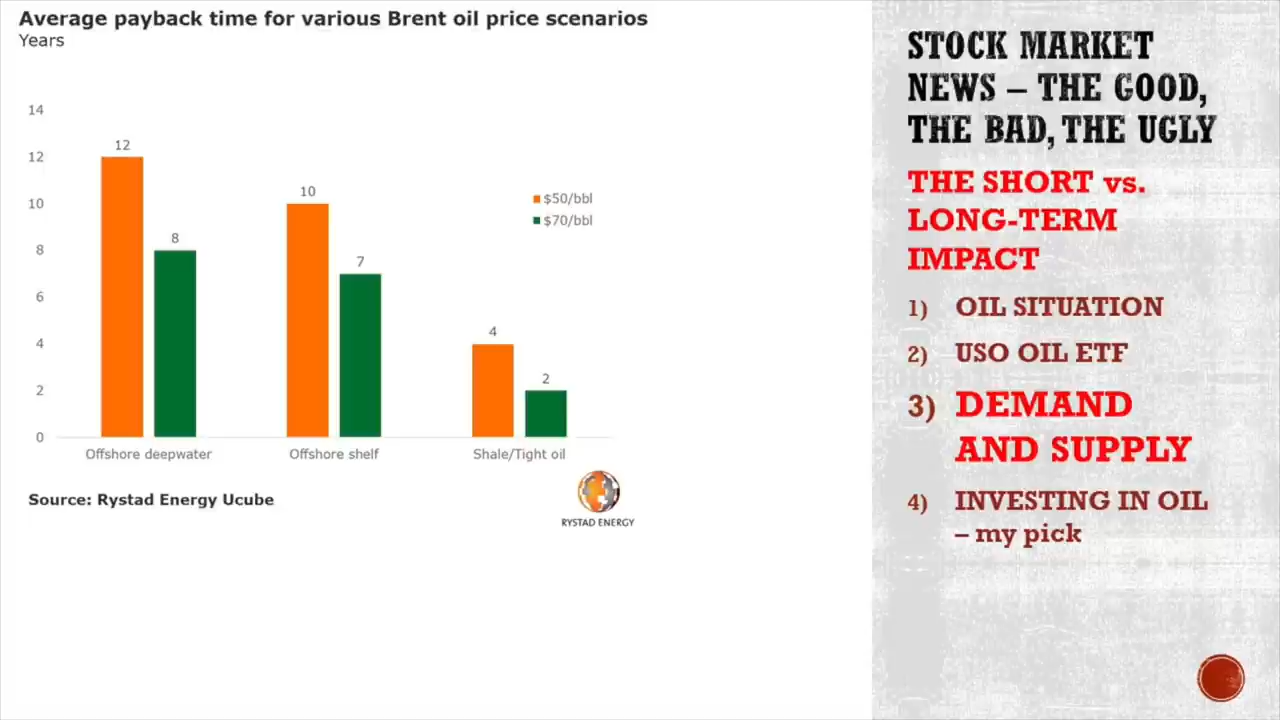 Average payback time for various Brent oil price scenarios
Years
14
12
10
8
6
4
2
0
12
8
10
7
4
2
$50/bbl
$70/bbl
Offshore deepwater
Offshore shelf
Shale/Tight oil
Source: Rystad Energy Ucube
RYSTAD ENERGY
STOCK MARKET
NEWS – THE GOOD,
THE BAD, THE UGLY
THE SHORT vs.
LONG-TERM
IMPACT
1) OIL SITUATION
2) USO OIL ETF
3) DEMAND
AND SUPPLY
4) INVESTING IN OIL
– my pick